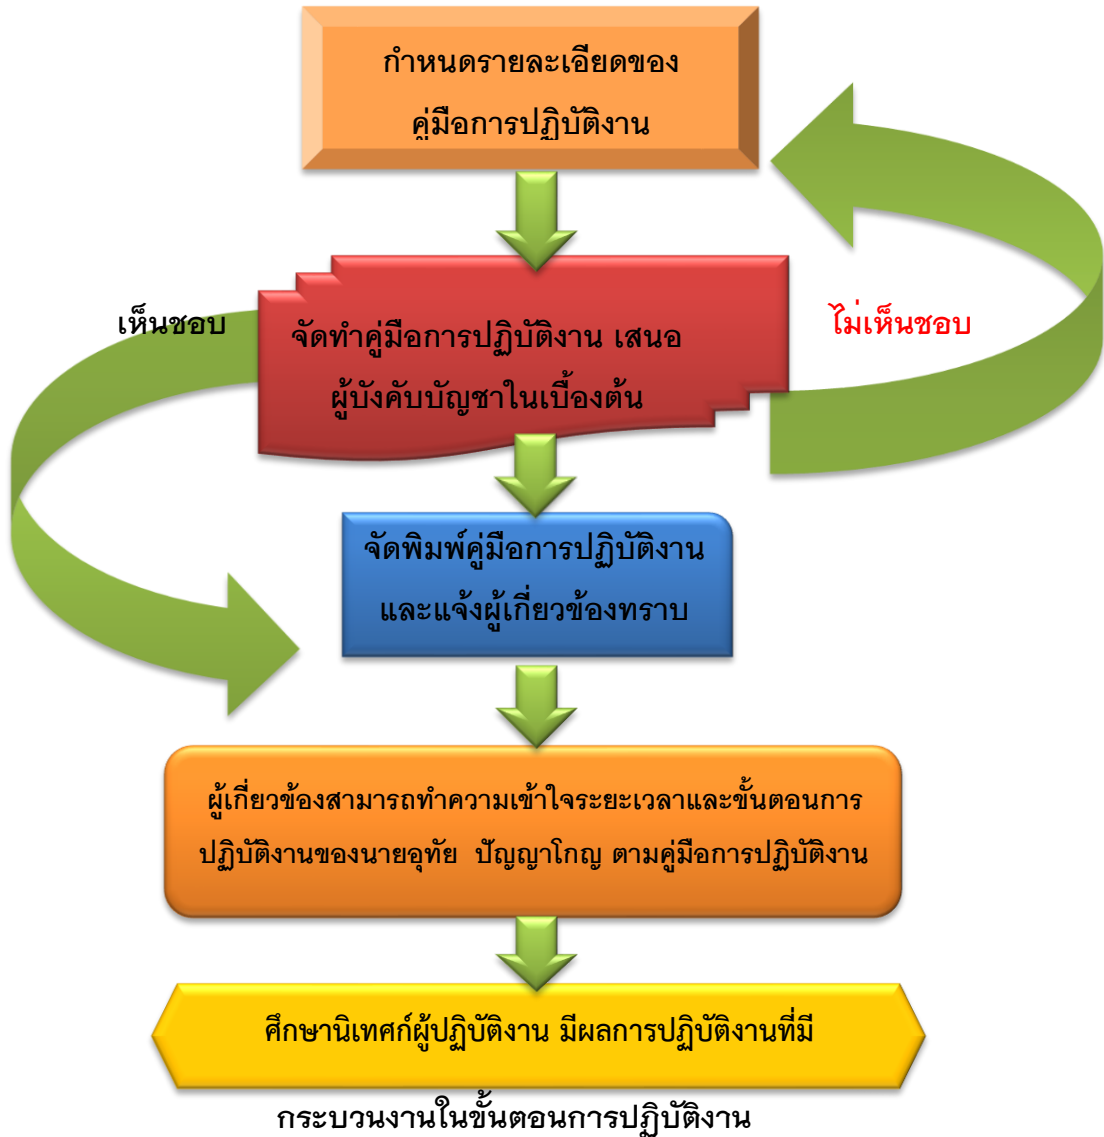 กำหนดรายละเอียดของ
คู่มือการปฏิบัติงาน
เห็นชอบ
ไม่เห็นชอบ
จัดทำคู่มือการปฏิบัติงาน เสนอ
ผู้บังคับบัญชาในเบื้องต้น
จัดพิมพ์คู่มือการปฏิบัติงาน
และแจ้งผู้เกี่ยวข้องทราบ
ผู้เกี่ยวข้องสามารถทำความเข้าใจระยะเวลาและขั้นตอนการ
ปฏิบัติงานของนายอุทัย ปัญญาโกญ ตามคู่มือการปฏิบัติงาน
ศึกษานิเทศก์ผู้ปฏิบัติงาน มีผลการปฏิบัติงานที่มี
กระบวนงานในขั้นตอนการปฏิบัติงาน